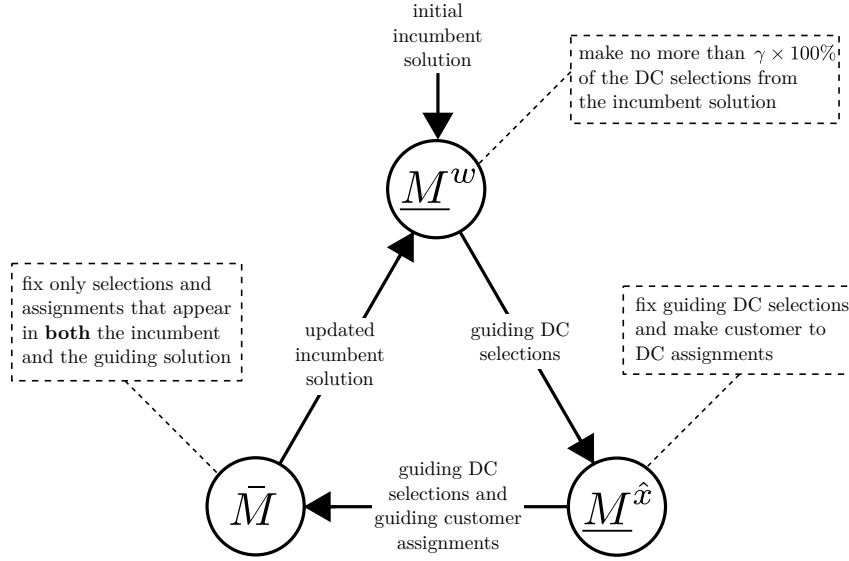 initial
incumbent
solution
make no more than γ × 100%
of the DC selections from
the incumbent solution
M^w
fix only selections and
assignments that appear
in both the incumbent
and the guiding solution
updated
incumbent
solution
guiding DC
selections
fix guiding DC selections
and make customer to
DC assignments
M̄
guiding DC
selections and
guiding customer
assignments
M^x̂